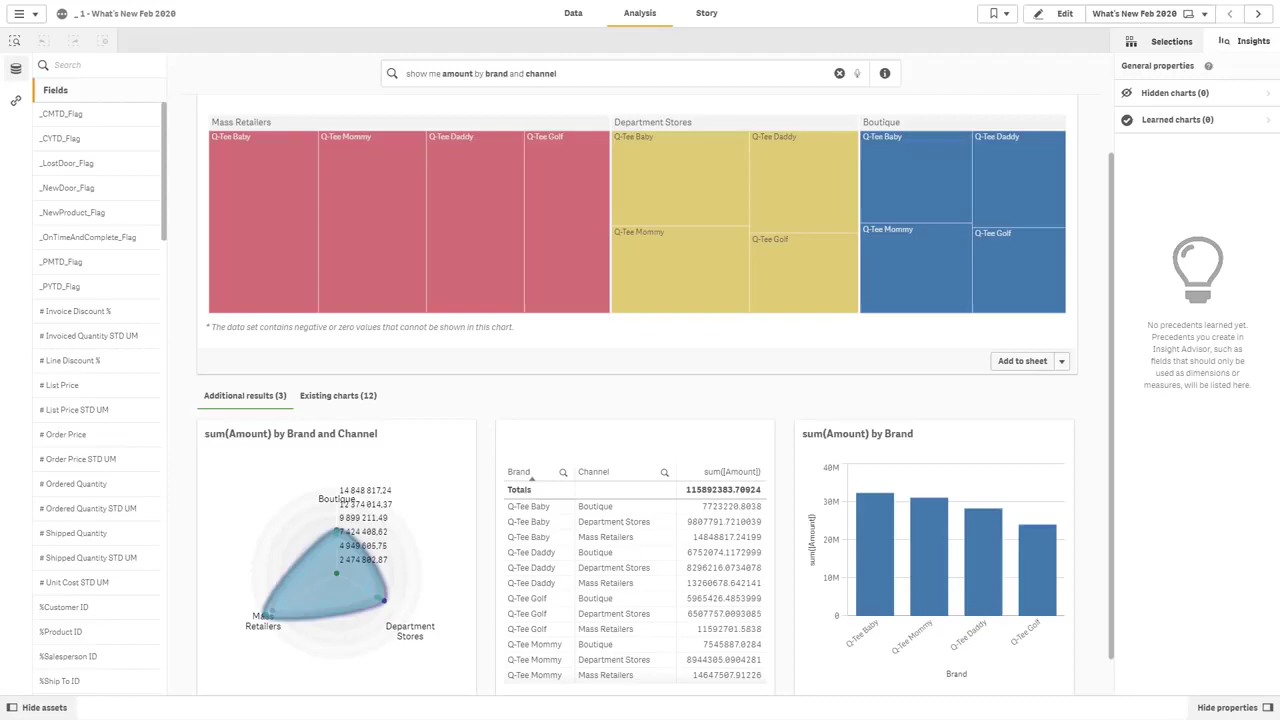 _ 1 - What's New Feb 2020
Data
Analysis
Story
Edit
What's New Feb 2020
Selections
Insights
Search
Fields
_CMTD_Flag
_CYTD_Flag
_LostDoor_Flag
_NewDoor_Flag
_NewProduct_Flag
_OnTimeAndComplete_Flag
_PMTD_Flag
_PYTD_Flag
# Invoice Discount %
# Invoiced Quantity STD UM
# Line Discount %
# List Price
# List Price STD UM
# Order Price
# Order Price STD UM
# Ordered Quantity
# Ordered Quantity STD UM
# Shipped Quantity
# Shipped Quantity STD UM
# Unit Cost STD UM
%Customer ID
%Product ID
%Salesperson ID
%Ship To ID
Hide assets
show me amount by brand and channel
Mass Retailers
Department Stores
Boutique
Q-Tee Baby
Q-Tee Mommy
Q-Tee Daddy
Q-Tee Golf
Q-Tee Baby
Q-Tee Daddy
Q-Tee Mommy
Q-Tee Golf
Q-Tee Baby
Q-Tee Daddy
Q-Tee Mommy
Q-Tee Golf
* The data set contains negative or zero values that cannot be shown in this chart.
Add to sheet
Additional results (3)
Existing charts (12)
sum(Amount) by Brand and Channel
14 848 817,24
Boutique
12 374 014,37
9 899 211,49
7 424 408,62
4 949 605,75
2 474 802,87
Mass Retailers
Department Stores
Brand Channel sum([Amount])
Totals 115892383.70924
Q-Tee Baby Boutique 7723220.8038
Q-Tee Baby Department Stores 9807791.7210039
Q-Tee Baby Mass Retailers 14848817.24199
Q-Tee Daddy Boutique 6752074.1172999
Q-Tee Daddy Department Stores 8296216.0734078
Q-Tee Daddy Mass Retailers 13260678.642141
Q-Tee Golf Boutique 5965426.4853999
Q-Tee Golf Department Stores 6507757.0093085
Q-Tee Golf Mass Retailers 11592701.5838
Q-Tee Mommy Boutique 7545887.0284
Q-Tee Mommy Department Stores 8944305.0904281
Q-Tee Mommy Mass Retailers 14647507.91226
sum(Amount) by Brand
sum([Amount])
40M
30M
20M
10M
0
Q-Tee Baby
Q-Tee Mommy
Q-Tee Daddy
Q-Tee Golf
Brand
General properties
Hidden charts (0)
Learned charts (0)
No precedents learned yet.
Precedents you create in
Insight Advisor, such as
fields that should only be
used as dimensions or
measures, will be listed here.
Hide properties